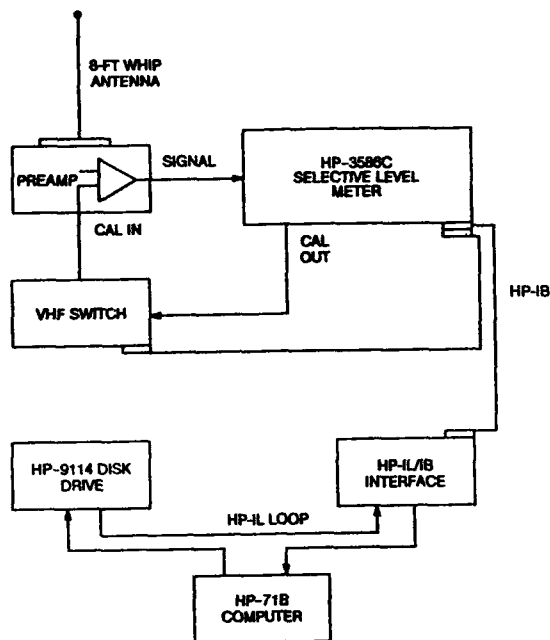 8-FT WHIP
ANTENNA
PREAMP
SIGNAL
HP-3586C
SELECTIVE LEVEL
METER
CAL IN
CAL
OUT
VHF SWITCH
HP-IB
HP-9114 DISK
DRIVE
HP-IL/IB
INTERFACE
HP-IL LOOP
HP-71B
COMPUTER